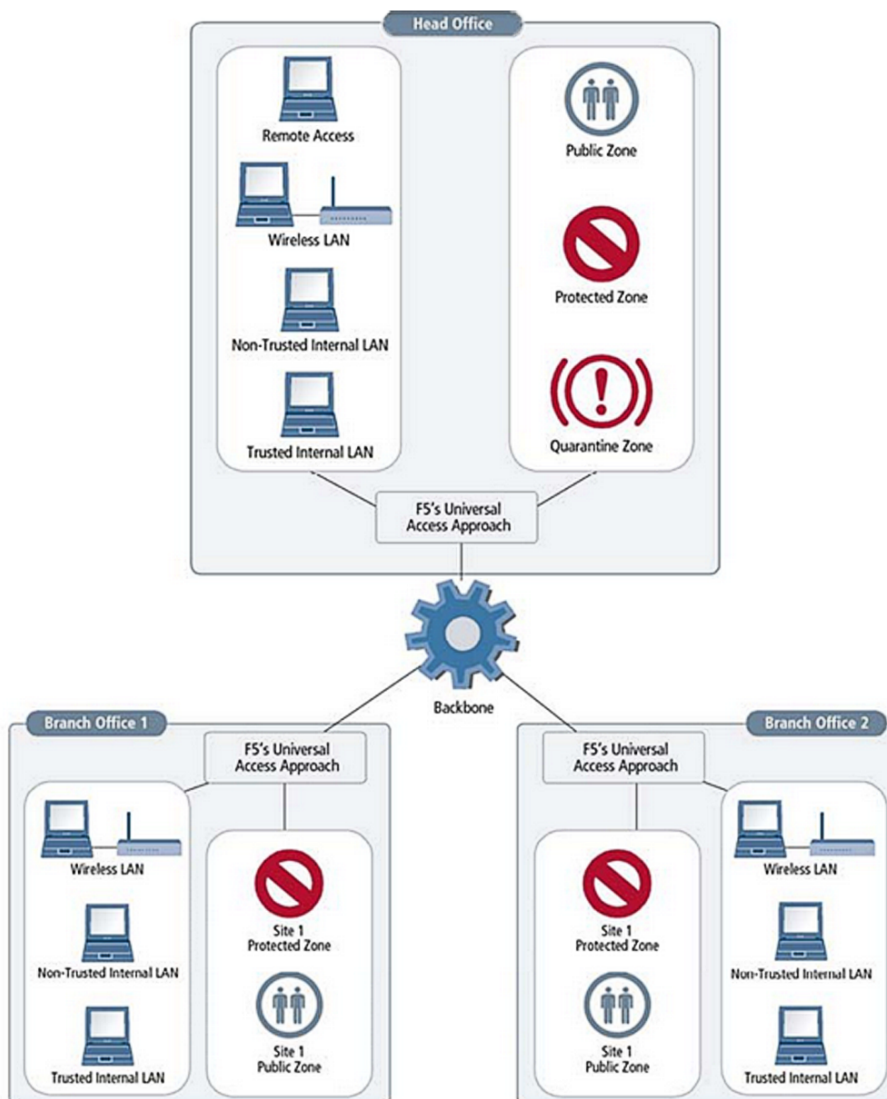 Head Office
Remote Access
Wireless LAN
Non-Trusted Internal LAN
Trusted Internal LAN
Public Zone
Protected Zone
Quarantine Zone
F5's Universal
Access Approach
Backbone
Branch Office 1
F5's Universal
Access Approach
Wireless LAN
Non-Trusted Internal LAN
Trusted Internal LAN
Site 1
Protected Zone
Site 1
Public Zone
Branch Office 2
F5's Universal
Access Approach
Site 1
Protected Zone
Site 1
Public Zone
Wireless LAN
Non-Trusted Internal LAN
Trusted Internal LAN